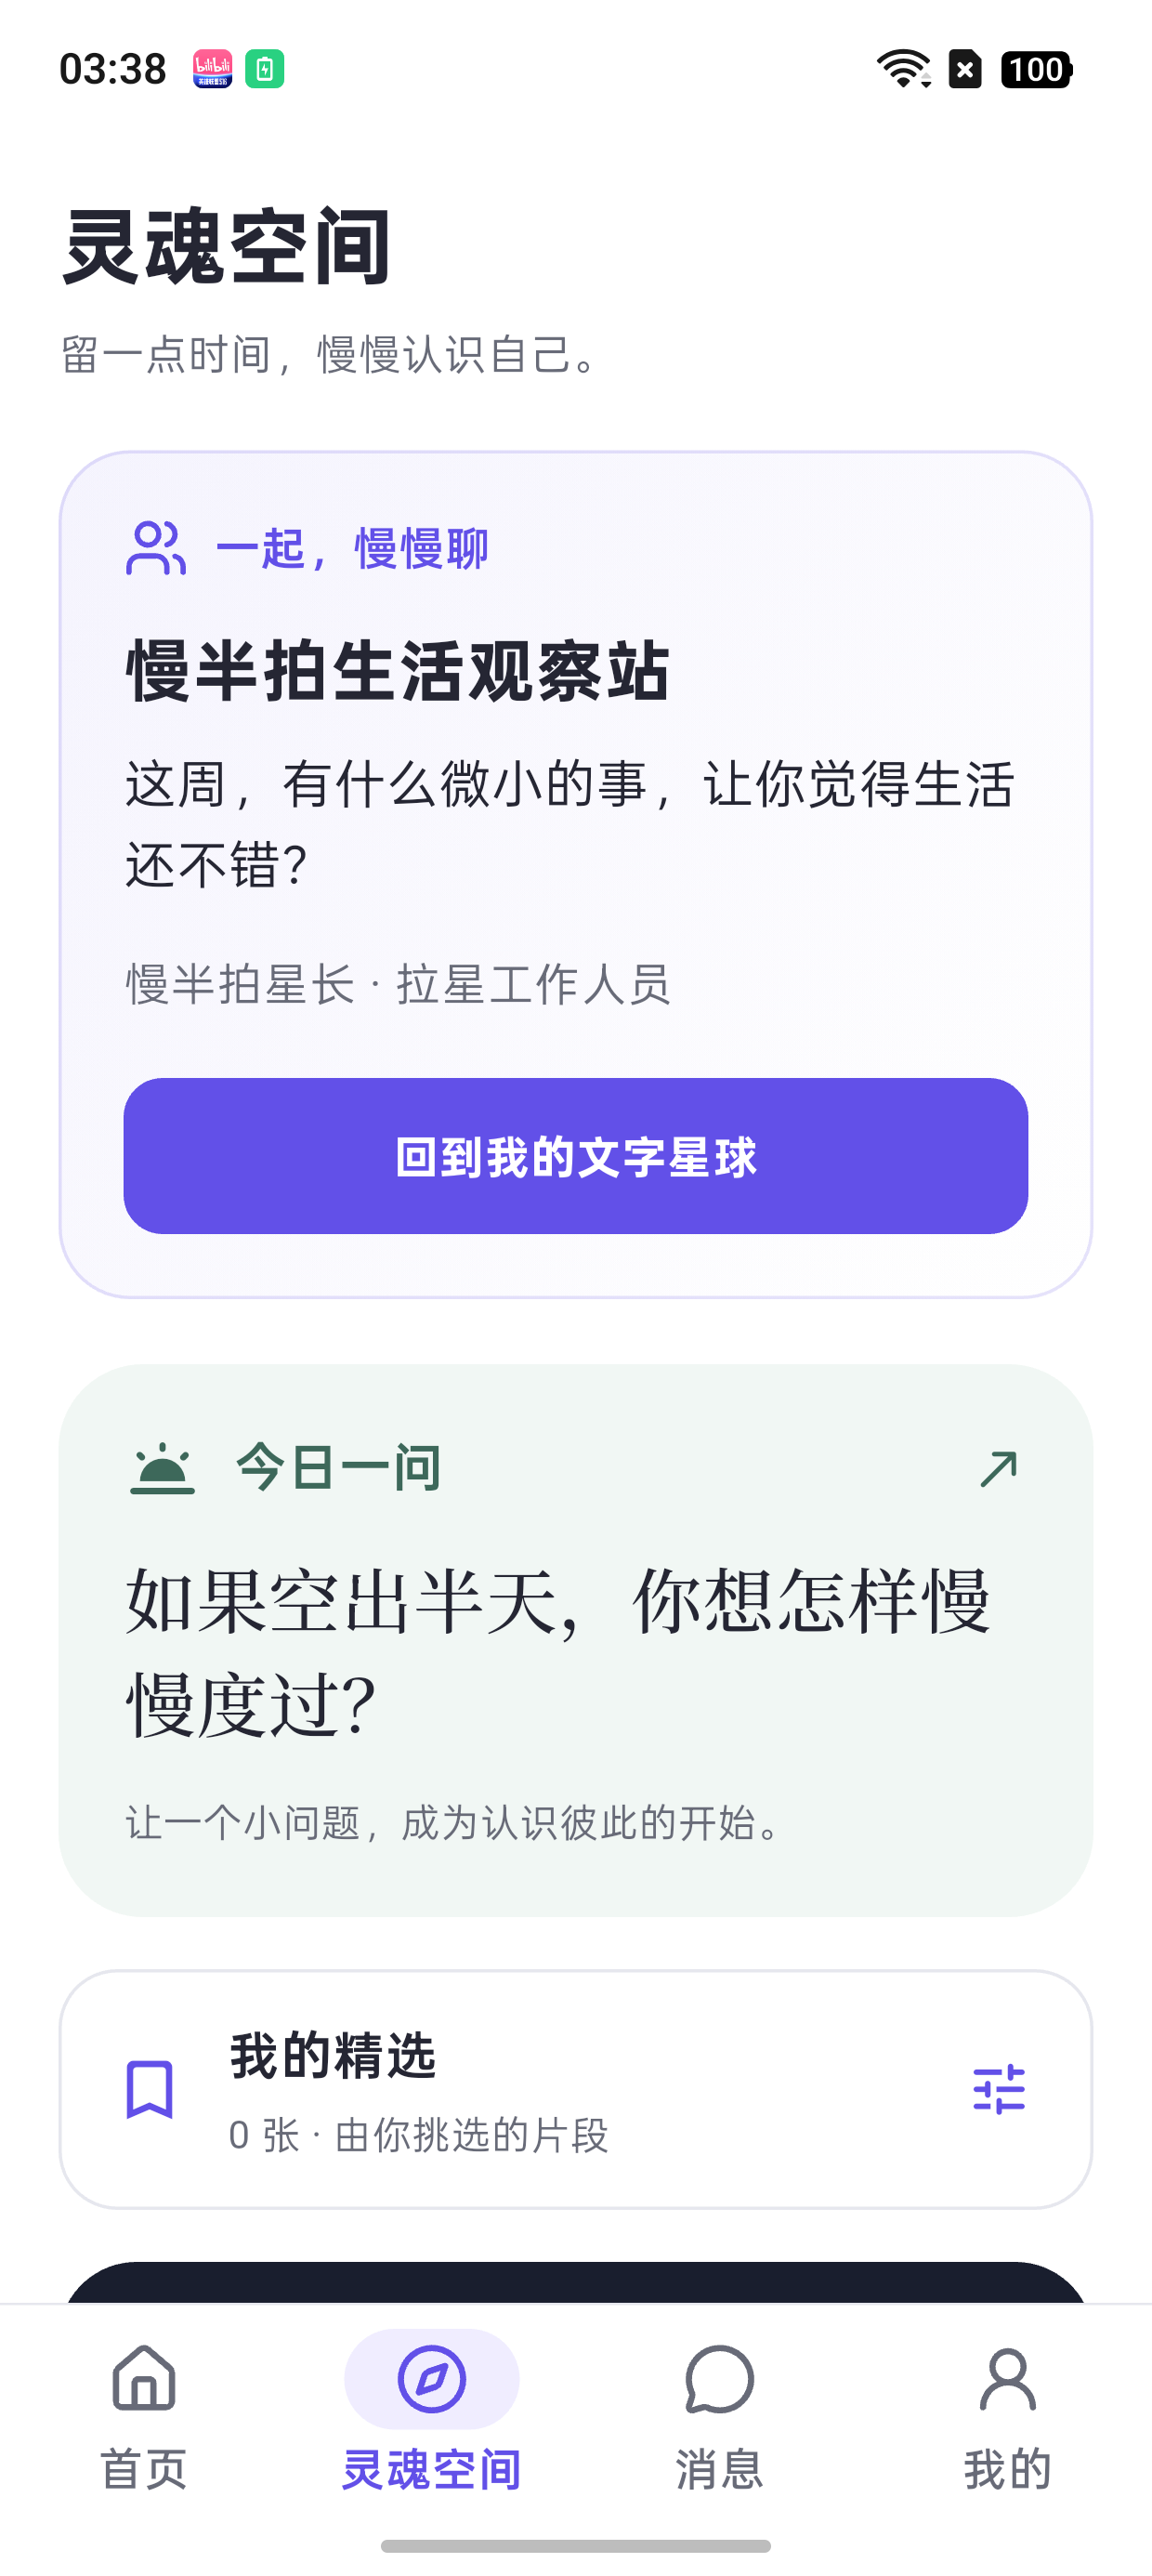 03:38
bilibili
100
灵魂空间
留一点时间，慢慢认识自己。
一起，慢慢聊
慢半拍生活观察站
这周，有什么微小的事，让你觉得生活
还不错？
慢半拍星长 · 拉星工作人员
回到我的文字星球
今日一问
如果空出半天，你想怎样慢
慢度过？
让一个小问题，成为认识彼此的开始。
我的精选
0 张 · 由你挑选的片段
首页
灵魂空间
消息
我的